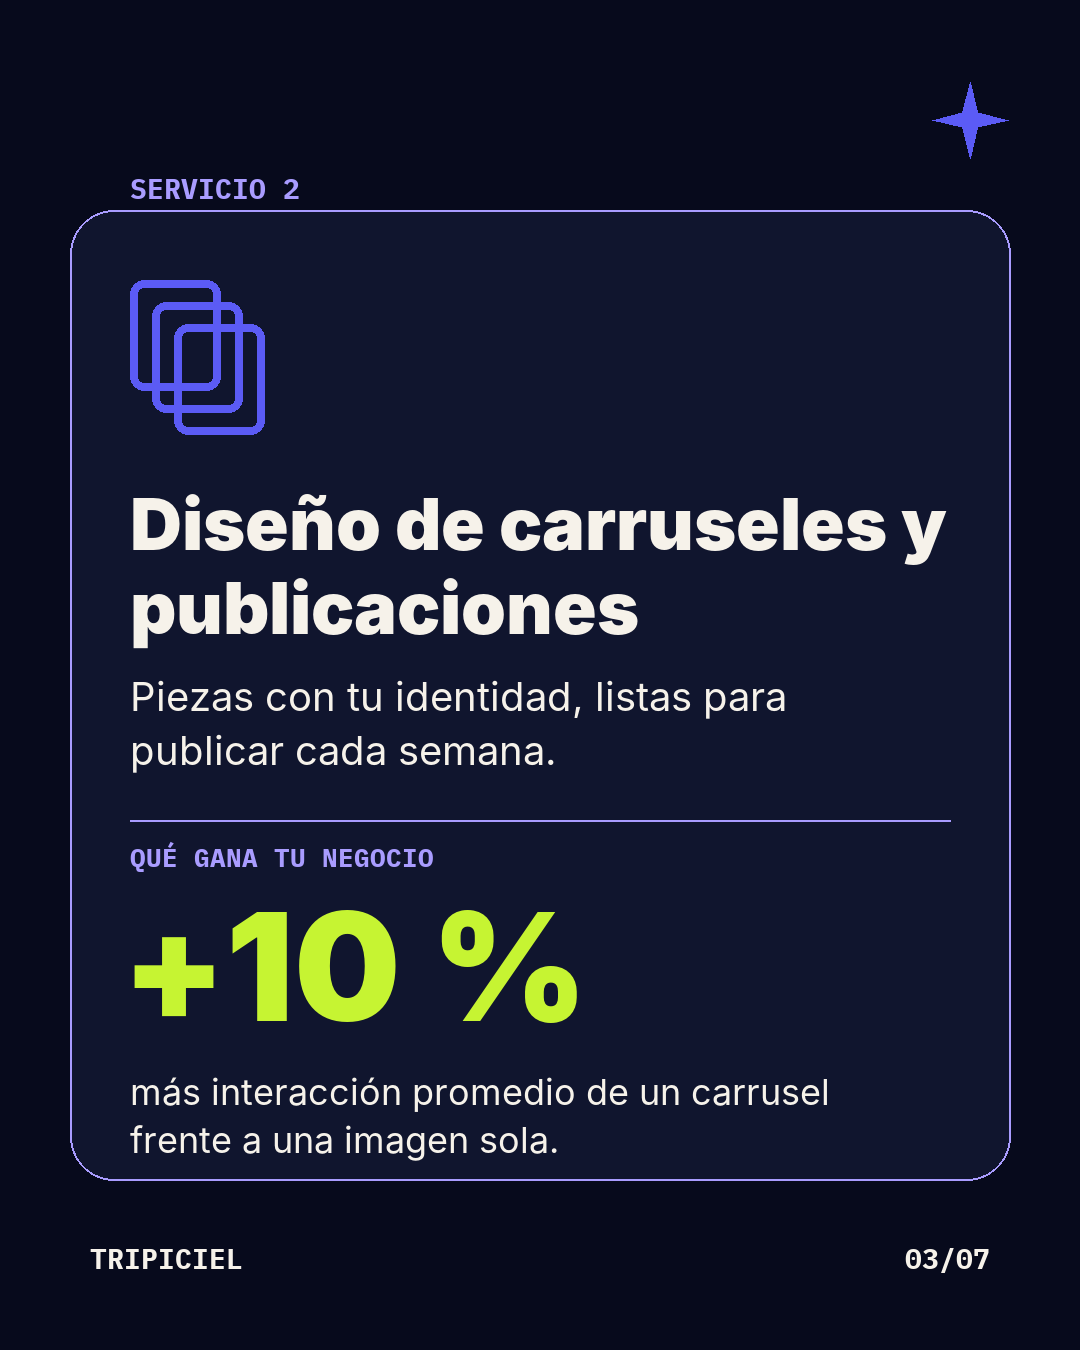 SERVICIO 2
Diseño de carruseles y
publicaciones
Piezas con tu identidad, listas para
publicar cada semana.
QUÉ GANA TU NEGOCIO
+10 %
más interacción promedio de un carrusel
frente a una imagen sola.
TRIPICIEL
03/07